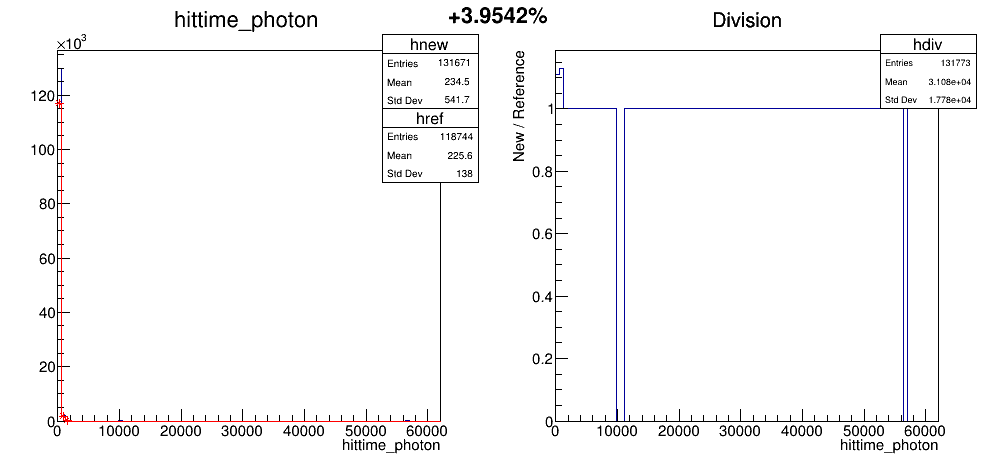 +3.9542%
hittime_photon
×10³
hnew
Entries 131671
Mean 234.5
Std Dev 541.7
href
Entries 118744
Mean 225.6
Std Dev 138
120
100
80
60
40
20
0
0 10000 20000 30000 40000 50000 60000
hittime_photon
Division
hdiv
Entries 131773
Mean 3.108e+04
Std Dev 1.778e+04
New / Reference
1
0.8
0.6
0.4
0.2
0
0 10000 20000 30000 40000 50000 60000
hittime_photon